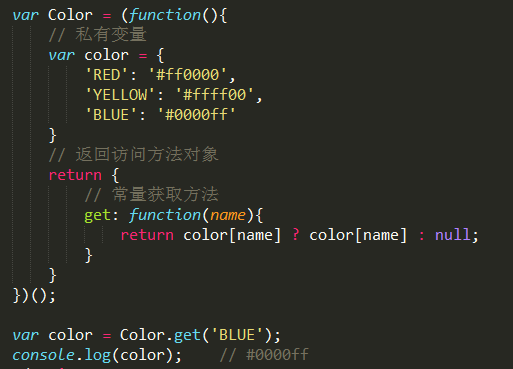 var Color = (function(){
// 私有变量
var color = {
'RED': '#ff0000',
'YELLOW': '#ffff00',
'BLUE': '#0000ff'
}
// 返回访问方法对象
return {
// 常量获取方法
get: function(name){
return color[name] ? color[name] : null;
}
}
})();
var color = Color.get('BLUE');
console.log(color); // #0000ff